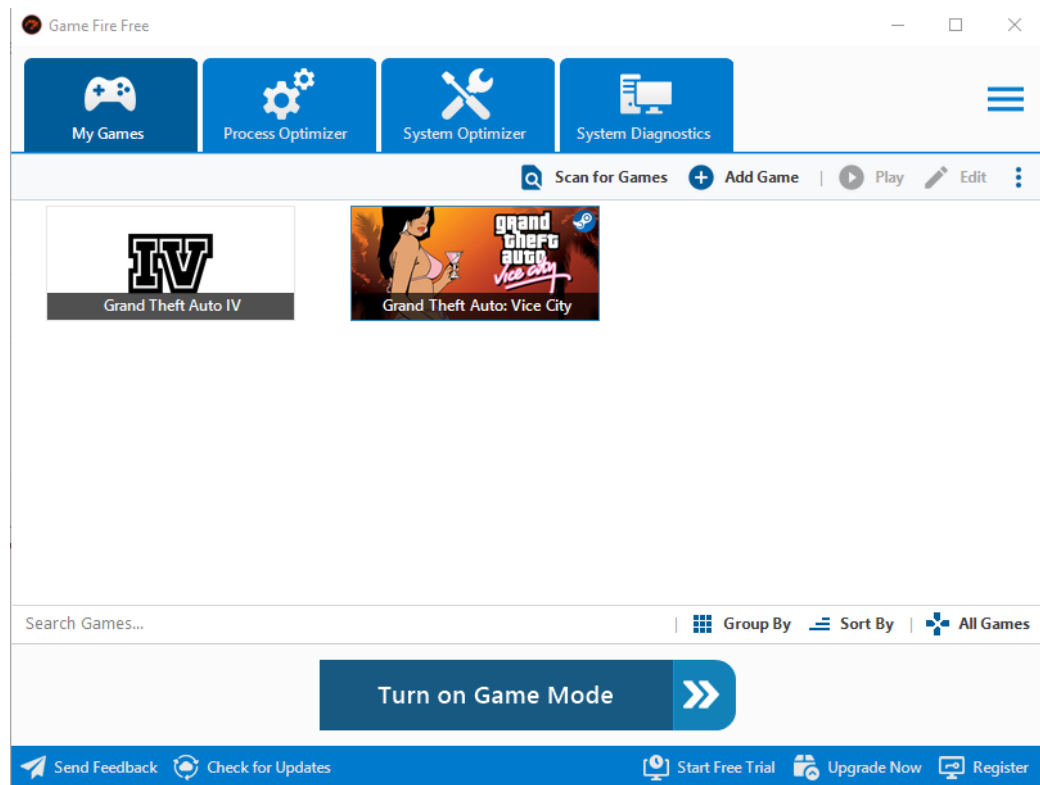 Game Fire Free
My Games
Process Optimizer
System Optimizer
System Diagnostics
Scan for Games
Add Game
|
Play
Edit
IV
Grand Theft Auto IV
grand
theft
auto
Vice City
Grand Theft Auto: Vice City
Search Games...
|
Group By
Sort By
|
All Games
Turn on Game Mode
Send Feedback
Check for Updates
Start Free Trial
Upgrade Now
Register